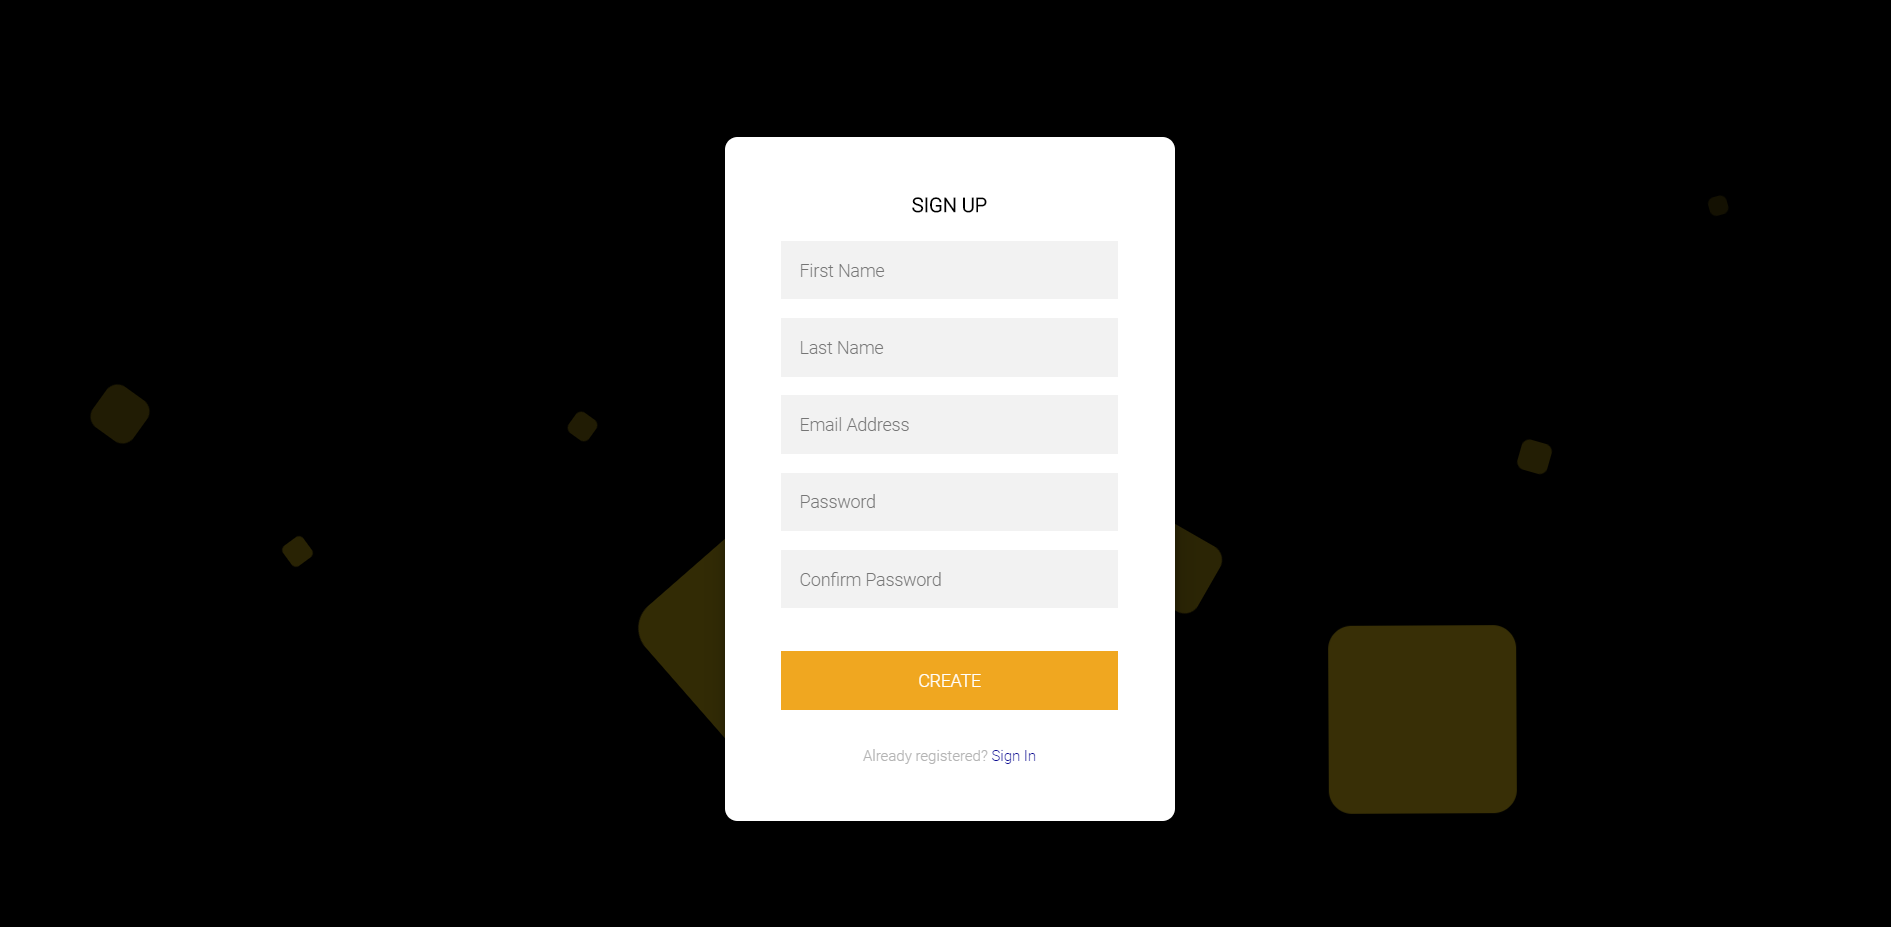 SIGN UP
First Name
Last Name
Email Address
Password
Confirm Password
CREATE
Already registered? Sign In